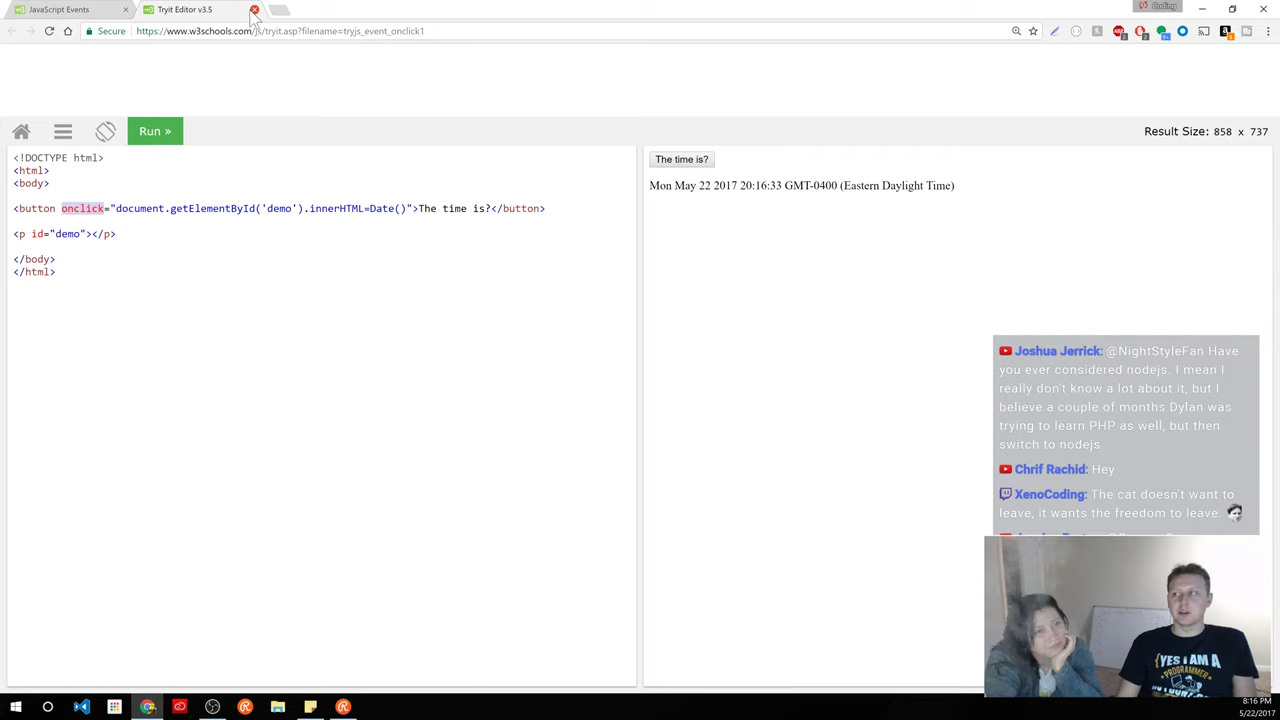 JavaScript Events
Tryit Editor v3.5
Coding
Secure
https://www.w3schools.com/js/tryit.asp?filename=tryjs_event_onclick1
Run »
Result Size: 858 x 737
<!DOCTYPE html>
<html>
<body>
<button onclick="document.getElementById('demo').innerHTML=Date()">The time is?</button>
<p id="demo"></p>
</body>
</html>
The time is?
Mon May 22 2017 20:16:33 GMT-0400 (Eastern Daylight Time)
Joshua Jerrick: @NightStyleFan Have
you ever considered nodejs. I mean I
really don't know a lot about it, but I
believe a couple of months Dylan was
trying to learn PHP as well, but then
switch to nodejs
Chrif Rachid: Hey
XenoCoding: The cat doesn't want to
leave, it wants the freedom to leave.
YES I AM A
PROGRAMMER
8:16 PM
5/22/2017